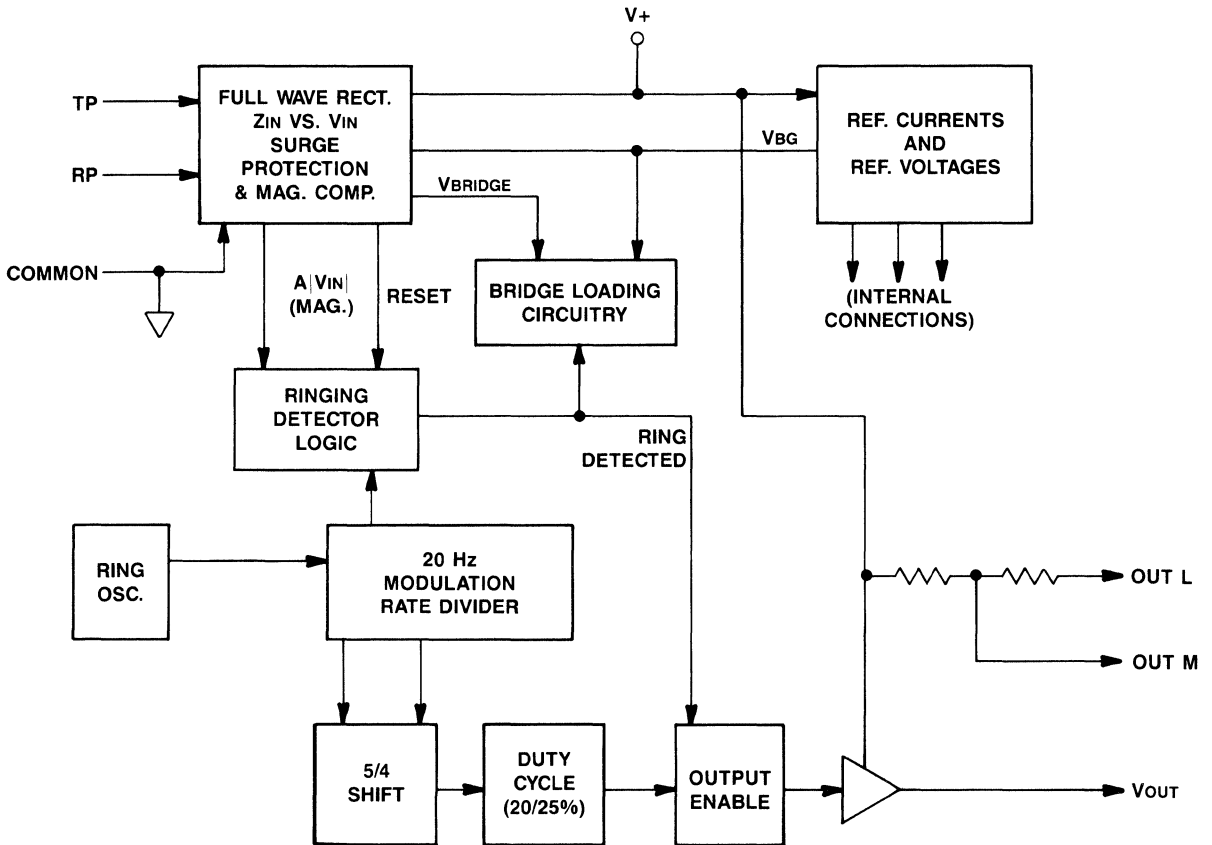 V+
TP
RP
COMMON
FULL WAVE RECT.
ZIN VS. VIN
SURGE
PROTECTION
& MAG. COMP.
VBRIDGE
VBG
REF. CURRENTS
AND
REF. VOLTAGES
(INTERNAL
CONNECTIONS)
A|VIN|
(MAG.)
RESET
BRIDGE LOADING
CIRCUITRY
RINGING
DETECTOR
LOGIC
RING
DETECTED
RING
OSC.
20 Hz
MODULATION
RATE DIVIDER
OUT L
OUT M
5/4
SHIFT
DUTY
CYCLE
(20/25%)
OUTPUT
ENABLE
VOUT